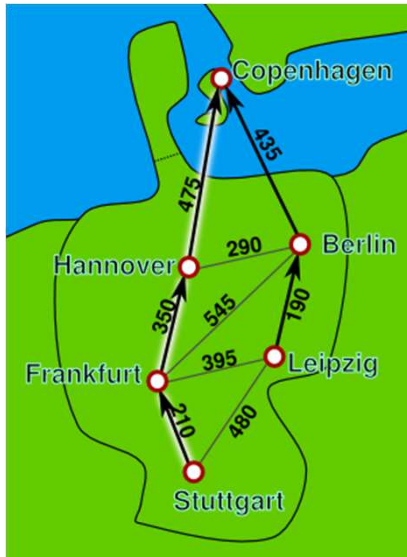 Copenhagen
435
475
290
Berlin
Hannover
350
545
190
395
Leipzig
Frankfurt
210
480
Stuttgart